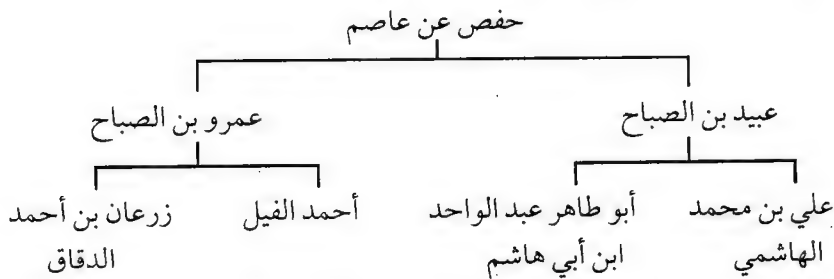 حفص عن عاصم
عبيد بن الصباح
عمرو بن الصباح
علي بن محمد
الهاشمي
أبو طاهر عبد الواحد
ابن أبي هاشم
أحمد الفيل
زرعان بن أحمد
الدقاق